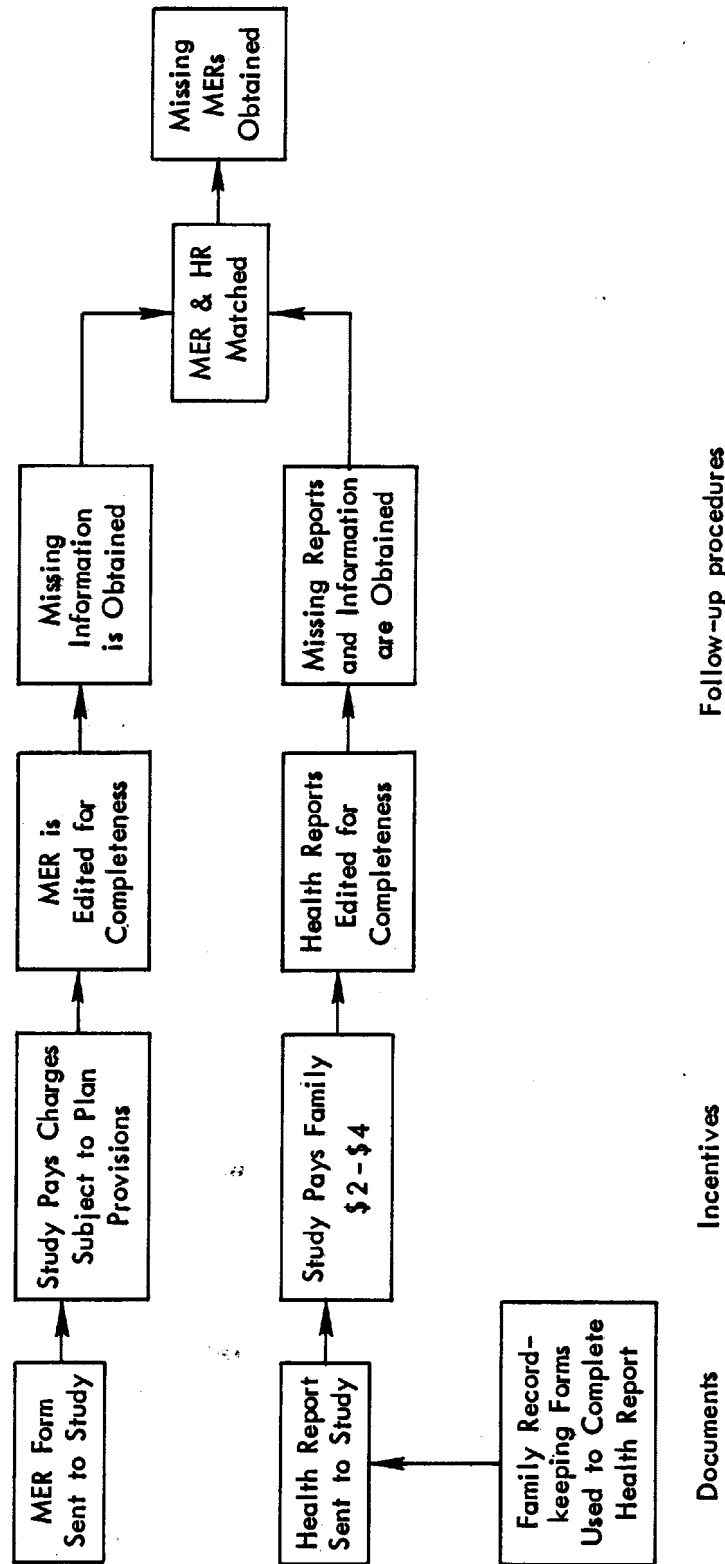 MER Form
Sent to Study
Study Pays Charges
Subject to Plan
Provisions
MER is
Edited for
Completeness
Missing
Information
is Obtained
Health Report
Sent to Study
Study Pays Family
$2-$4
Health Reports
Edited for
Completeness
Missing Reports
and Information
are Obtained
MER & HR
Matched
Missing
MERs
Obtained
Family Record-
keeping Forms
Used to Complete
Health Report
Documents
Incentives
Follow-up procedures